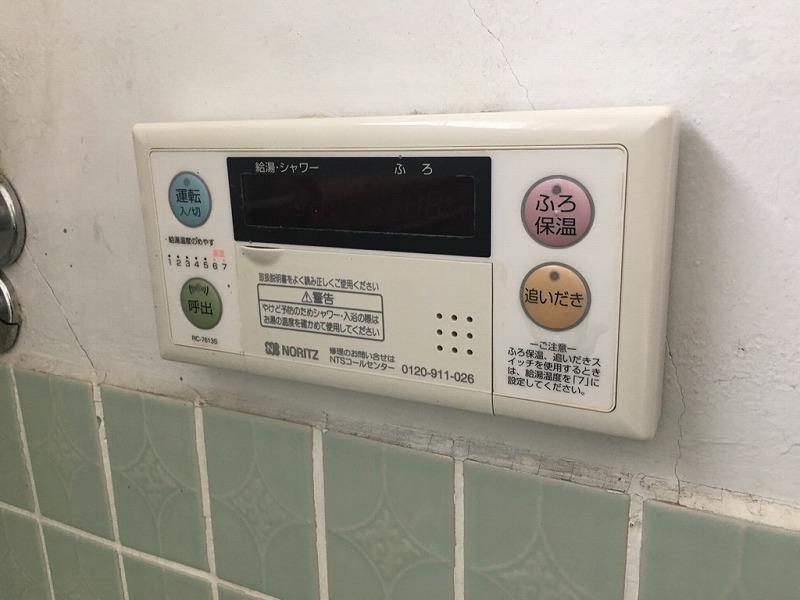 給湯・シャワー ふろ
運転
入/切
給湯温度のめやす
高温
1 2 3 4 5 6 7
呼出
RC-7613S
取扱説明書をよく読み正しくご使用ください
⚠警告
やけど予防のためシャワー・入浴の際は
お湯の温度を確かめて使用してください
NORITZ
修理のお問い合せは
NTSコールセンター 0120-911-026
ふろ
保温
追いだき
ーご注意ー
ふろ保温、追いだきス
イッチを使用するとき
は、給湯温度を「7」に
設定してください。